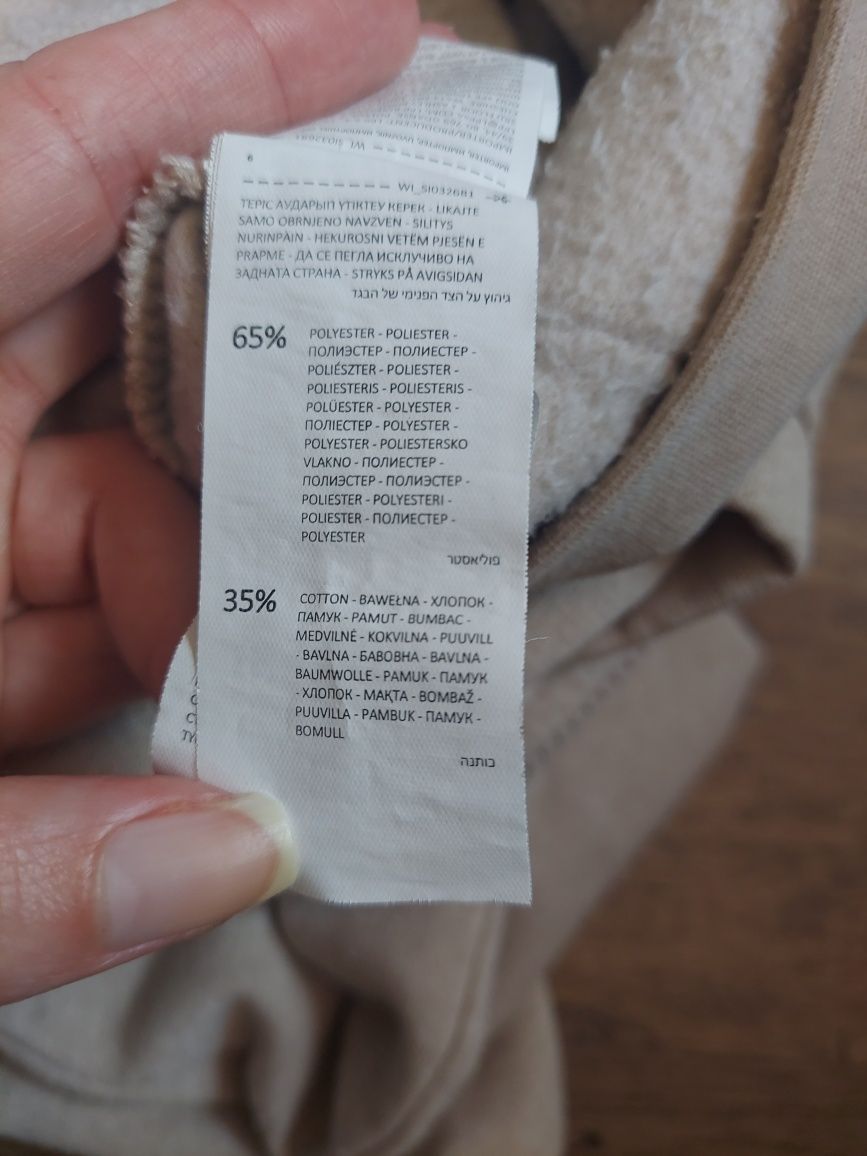 6
WI_SI032681
ТЕРІС АУДАРЫП ҮТІКТЕУ КЕРЕК - LIKAJTE
SAMO OBRNJENO NAVZVEN - SILITYS
NURINPÄIN - HEKUROSNI VETËM PJESËN E
PRAPME - ДА СЕ ПЕГЛА ИСКЛУЧИВО НА
ЗАДНАТА СТРАНА - STRYKS PÅ AVIGSIDAN
גיהוץ על הצד הפנימי של הבגד
65% POLYESTER - POLIESTER -
ПОЛИЭСТЕР - ПОЛИЕСТЕР -
POLIÉSZTER - POLIESTER -
POLIESTERIS - POLIESTERIS -
POLÜESTER - POLYESTER -
ПОЛІЕСТЕР - POLYESTER -
POLYESTER - POLIESTERSKO
VLAKNO - ПОЛИЕСТЕР -
ПОЛИЭСТЕР - ПОЛИЭСТЕР -
POLIESTER - POLYESTERI -
POLIESTER - ПОЛИЕСТЕР -
POLYESTER
פוליאסטר
35% COTTON - BAWEŁNA - ХЛОПОК -
ПАМУК - PAMUT - BUMBAC -
MEDVILNĖ - KOKVILNA - PUUVILL
- BAVLNA - БАВОВНА - BAVLNA -
BAUMWOLLE - PAMUK - ПАМУК
- ХЛОПОК - МАҚТА - BOMBAŽ -
PUUVILLA - PAMBUK - ПАМУК -
BOMULL
כותנה